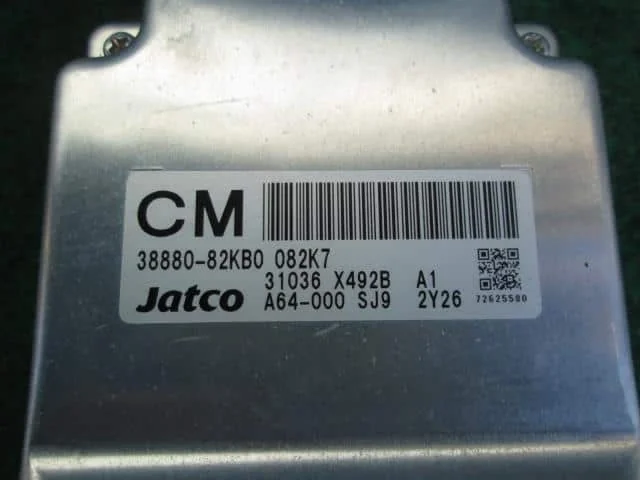 CM
38880-82KB0 082K7
31036 X492B A1
Jatco A64-000 SJ9 2Y26
72625580